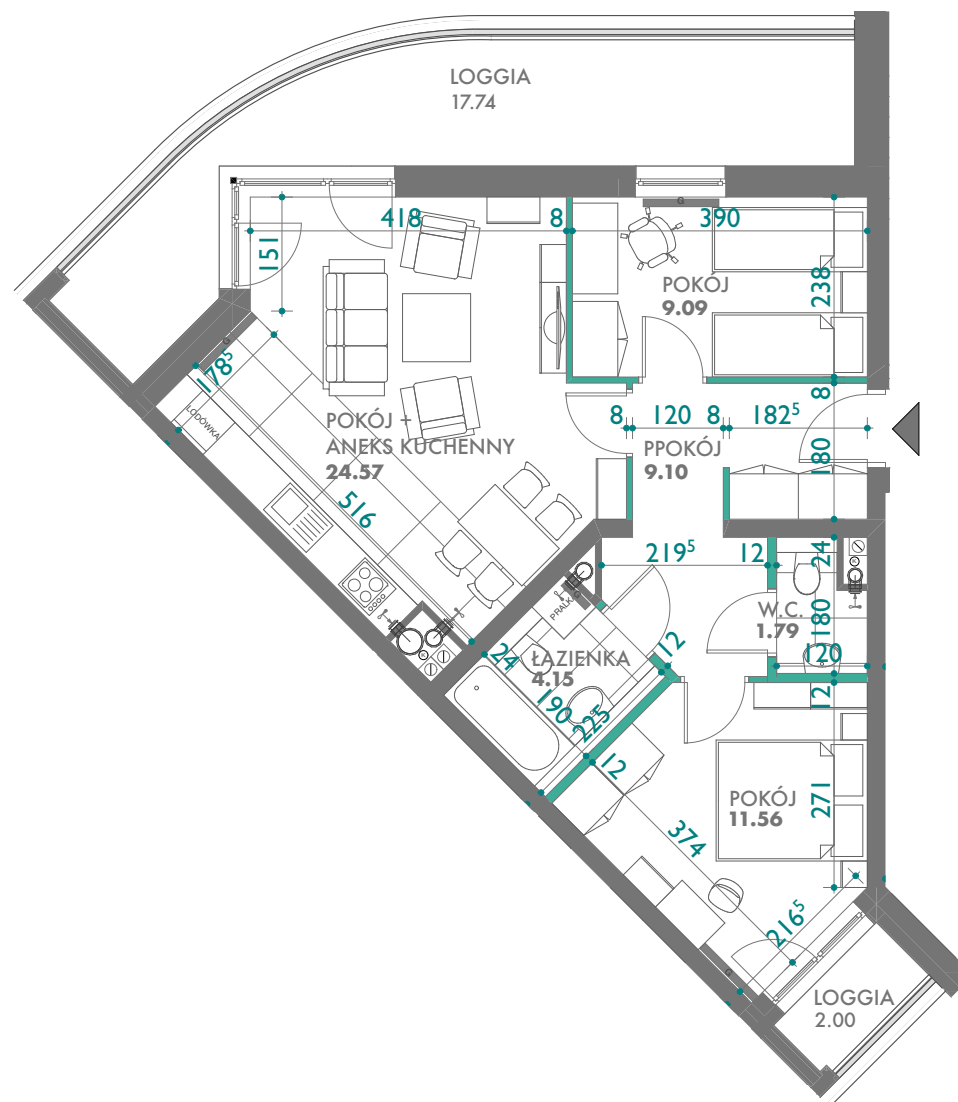 LOGGIA
17.74
418
8
390
151
POKÓJ
9.09
238
G
G
178⁵
LODÓWKA
POKÓJ +
ANEKS KUCHENNY
24.57
8
120
8
182⁵
8
PPOKÓJ
9.10
180
516
219⁵
12
24
W.C.
1.79
180
120
PRALKA
G
24
ŁAZIENKA
4.15
12
190
225
12
12
POKÓJ
11.56
271
374
216⁵
G
LOGGIA
2.00